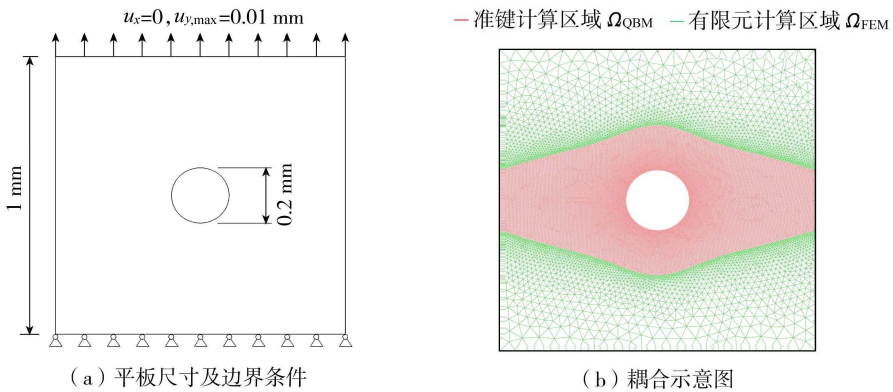 uₓ=0, u_y,max=0.01 mm
1 mm
0.2 mm
（a）平板尺寸及边界条件
准键计算区域 Ω_QBM 有限元计算区域 Ω_FEM
（b）耦合示意图